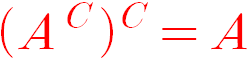 (A^C)^C = A